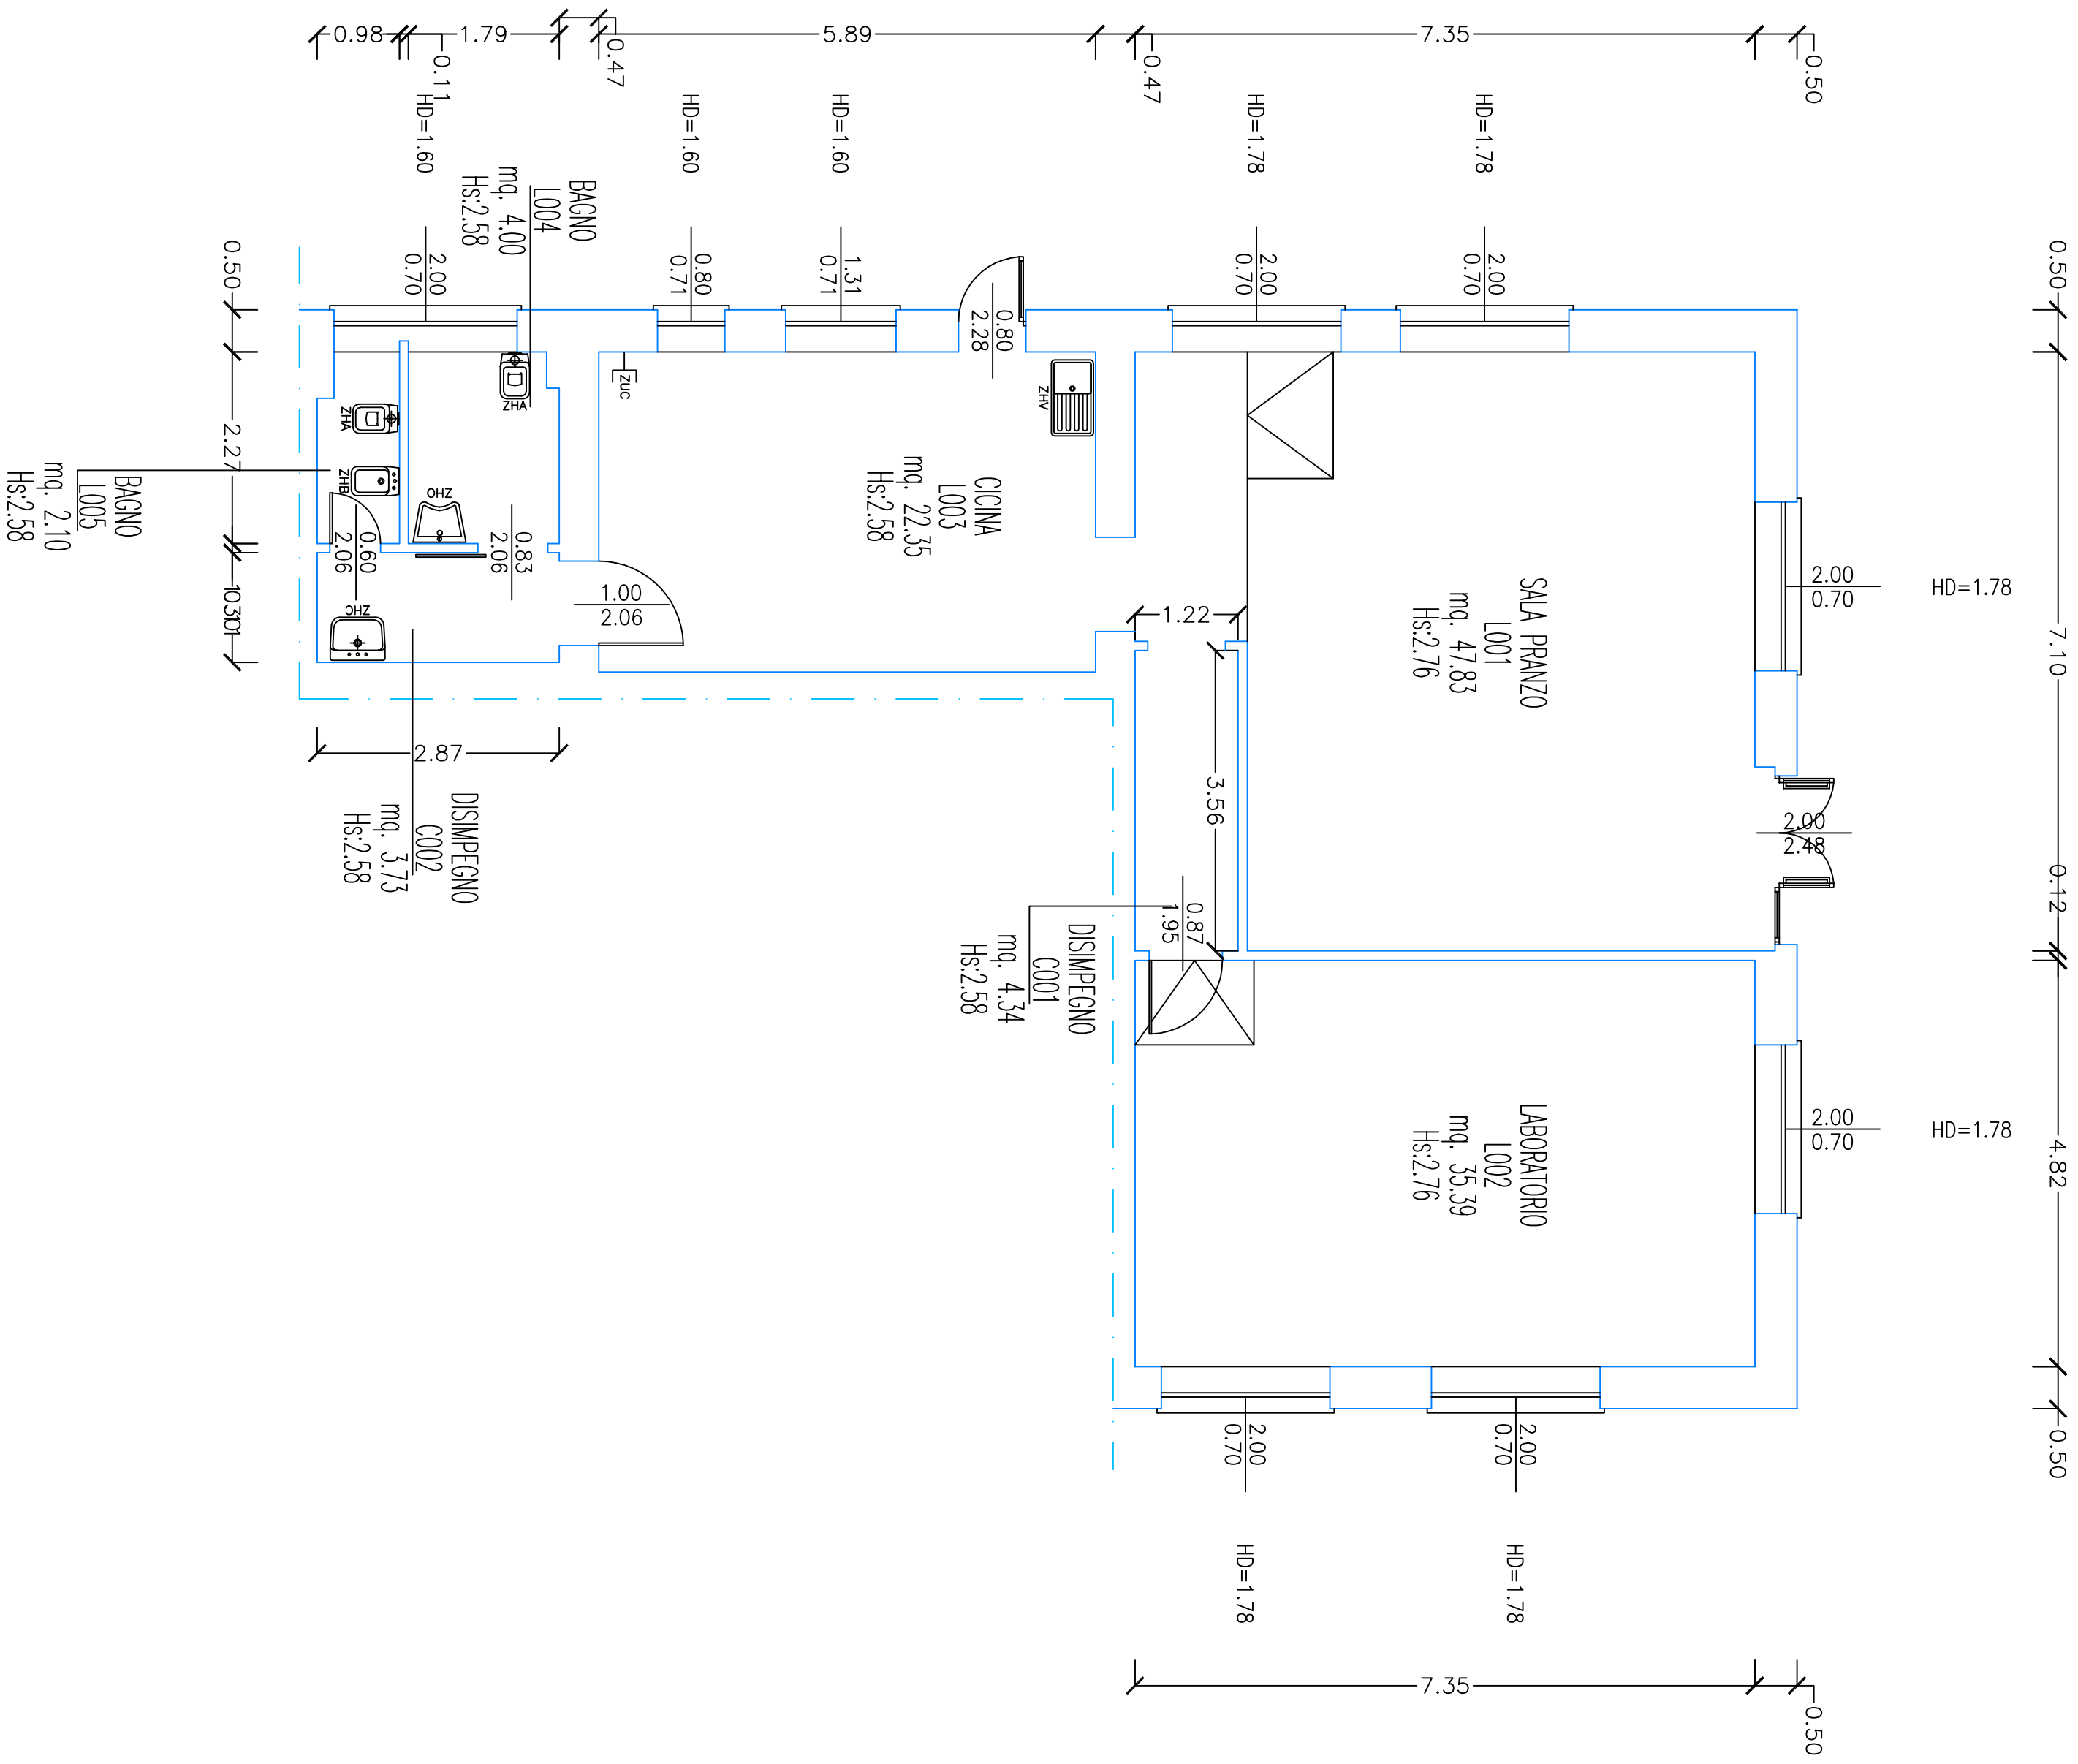 0.98
1.79
0.11
0.47
5.89
0.47
7.35
0.50
HD=1.60
HD=1.60
HD=1.60
HD=1.78
HD=1.78
BAGNO
L004
mq. 4.00
Hs:2.58
2.00
0.70
0.80
0.71
1.31
0.71
0.80
2.28
2.00
0.70
2.00
0.70
0.50
7.10
0.12
4.82
0.50
0.50
2.27
1.30
ZUC
ZHV
ZHA
ZHA
ZHB
ZHO
ZHC
BAGNO
L005
mq. 2.10
Hs:2.58
CICINA
L003
mq. 22.35
Hs:2.58
0.60
2.06
0.83
2.06
1.00
2.06
1.22
3.56
SALA PRANZO
L001
mq. 47.83
Hs:2.76
2.00
0.70
HD=1.78
2.00
2.48
2.87
DISIMPEGNO
C002
mq. 3.73
Hs:2.58
DISIMPEGNO
C001
mq. 4.34
Hs:2.58
0.87
1.95
LABORATORIO
L002
mq. 35.39
Hs:2.76
2.00
0.70
HD=1.78
2.00
0.70
2.00
0.70
HD=1.78
HD=1.78
7.35
0.50